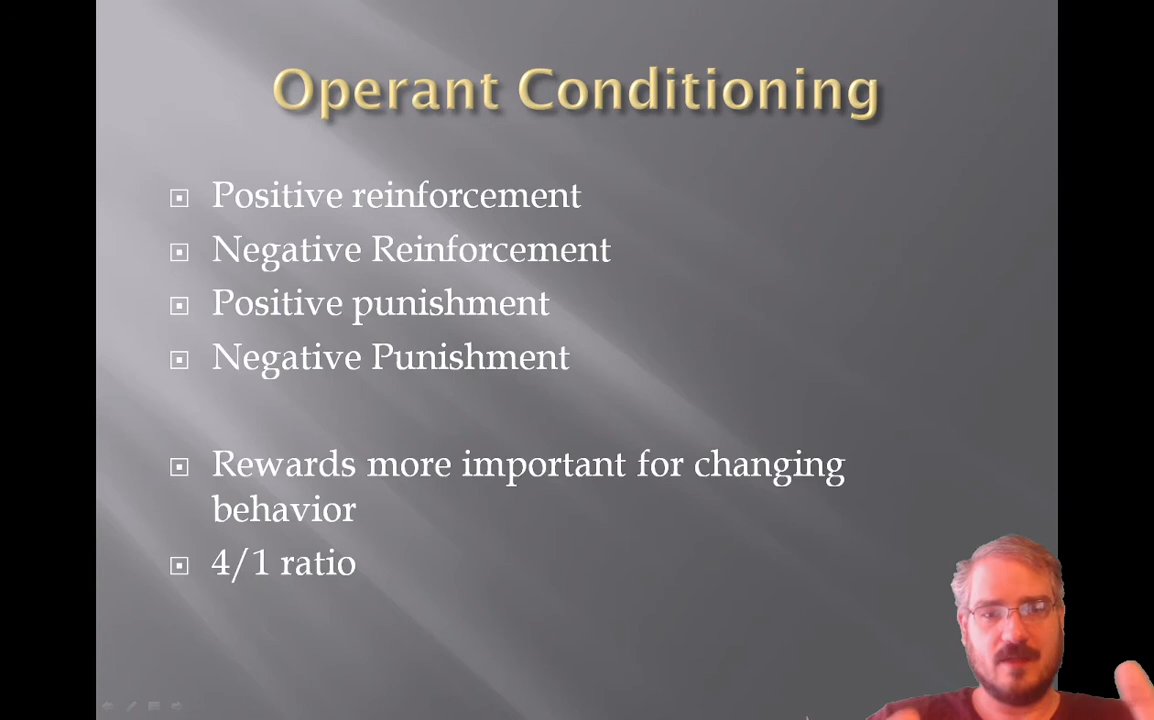 Operant Conditioning
Positive reinforcement
Negative Reinforcement
Positive punishment
Negative Punishment
Rewards more important for changing
behavior
4/1 ratio